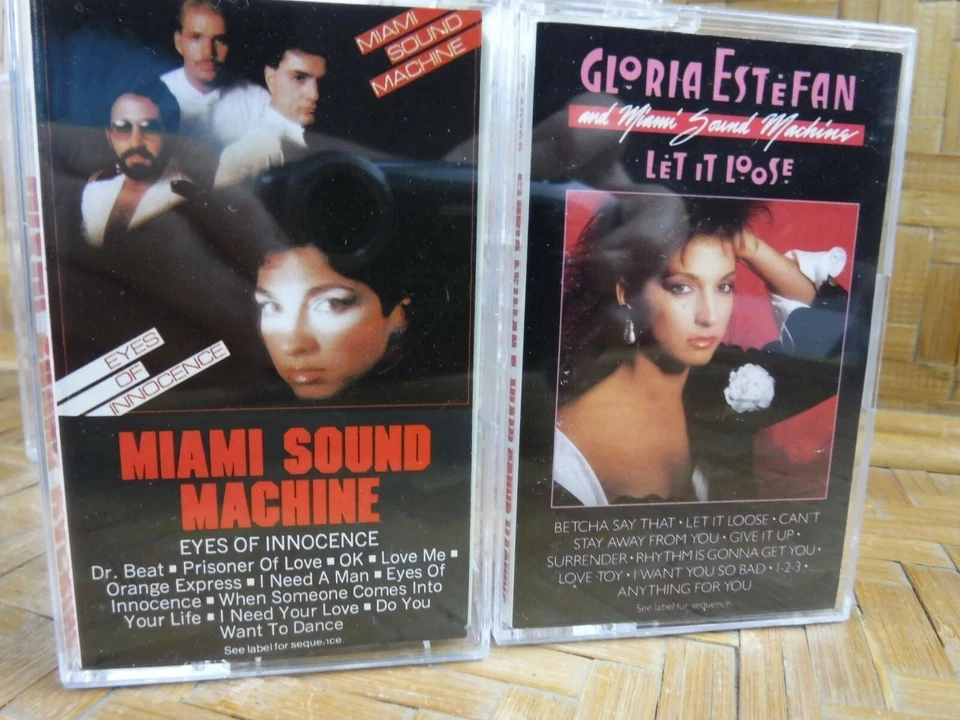 MIAMI
SOUND
MACHINE
EYES
OF
INNOCENCE
MIAMI SOUND
MACHINE
EYES OF INNOCENCE
Dr. Beat ■ Prisoner Of Love ■ OK ■ Love Me ■
Orange Express ■ I Need A Man ■ Eyes Of
Innocence ■ When Someone Comes Into
Your Life ■ I Need Your Love ■ Do You
Want To Dance
See label for sequence.
GLORIA ESTEFAN
and Miami Sound Machine
LET IT LOOSE
BETCHA SAY THAT • LET IT LOOSE • CAN'T
STAY AWAY FROM YOU • GIVE IT UP •
SURRENDER • RHYTHM IS GONNA GET YOU •
LOVE TOY • I WANT YOU SO BAD • 1-2-3 •
ANYTHING FOR YOU
See label for sequence.